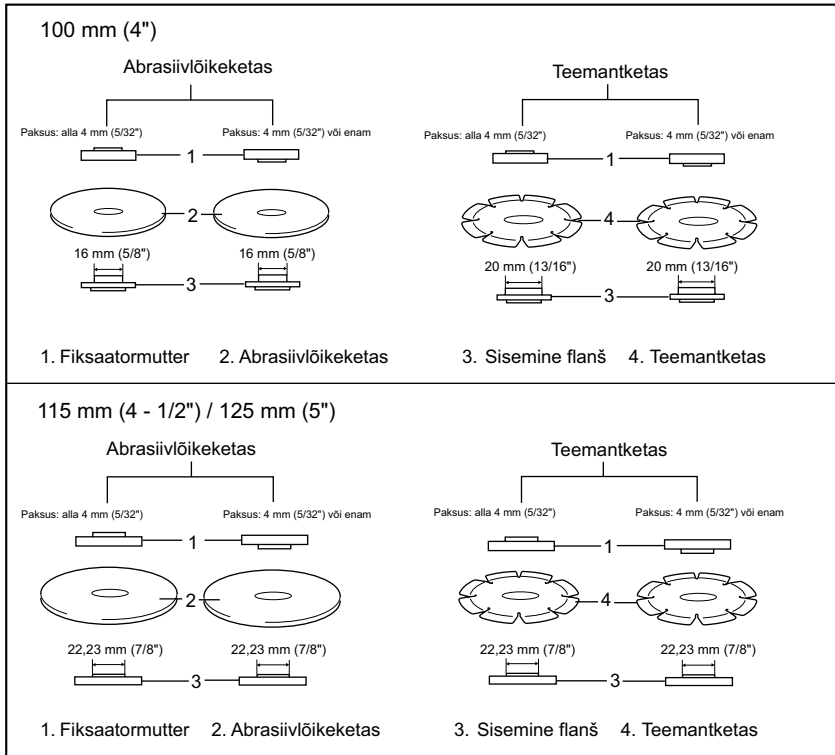 100 mm (4")
Abrasiivlõikeketas
Teemantketas
Paksus: alla 4 mm (5/32")
Paksus: 4 mm (5/32") või enam
Paksus: alla 4 mm (5/32")
Paksus: 4 mm (5/32") või enam
1
1
2
4
16 mm (5/8")
16 mm (5/8")
20 mm (13/16")
20 mm (13/16")
3
3
1. Fiksaatormutter 2. Abrasiivlõikeketas 3. Sisemine flanš 4. Teemantketas
115 mm (4 - 1/2") / 125 mm (5")
Abrasiivlõikeketas
Teemantketas
Paksus: alla 4 mm (5/32")
Paksus: 4 mm (5/32") või enam
Paksus: alla 4 mm (5/32")
Paksus: 4 mm (5/32") või enam
1
1
2
4
22,23 mm (7/8")
22,23 mm (7/8")
22,23 mm (7/8")
22,23 mm (7/8")
3
3
1. Fiksaatormutter 2. Abrasiivlõikeketas 3. Sisemine flanš 4. Teemantketas